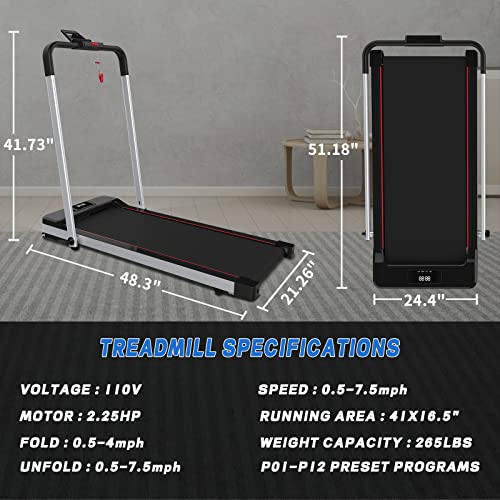 41.73"
48.3"
21.26"
51.18"
24.4"
TREADMILL SPECIFICATIONS
VOLTAGE : 110V
MOTOR : 2.25HP
FOLD : 0.5-4mph
UNFOLD : 0.5-7.5mph
SPEED : 0.5-7.5mph
RUNNING AREA : 41X16.5"
WEIGHT CAPACITY : 265LBS
P01-P12 PRESET PROGRAMS